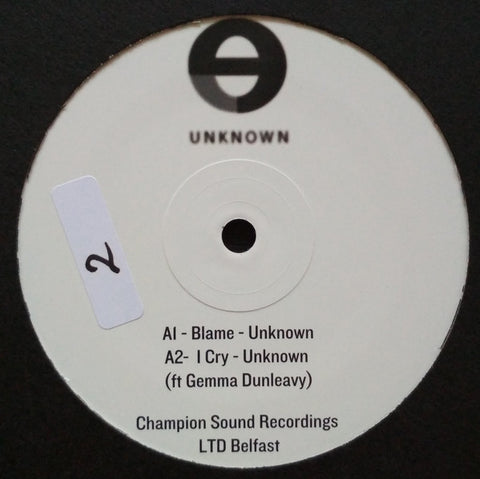 UNKNOWN
2
A1 - Blame - Unknown
A2- I Cry - Unknown
(ft Gemma Dunleavy)
Champion Sound Recordings
LTD Belfast